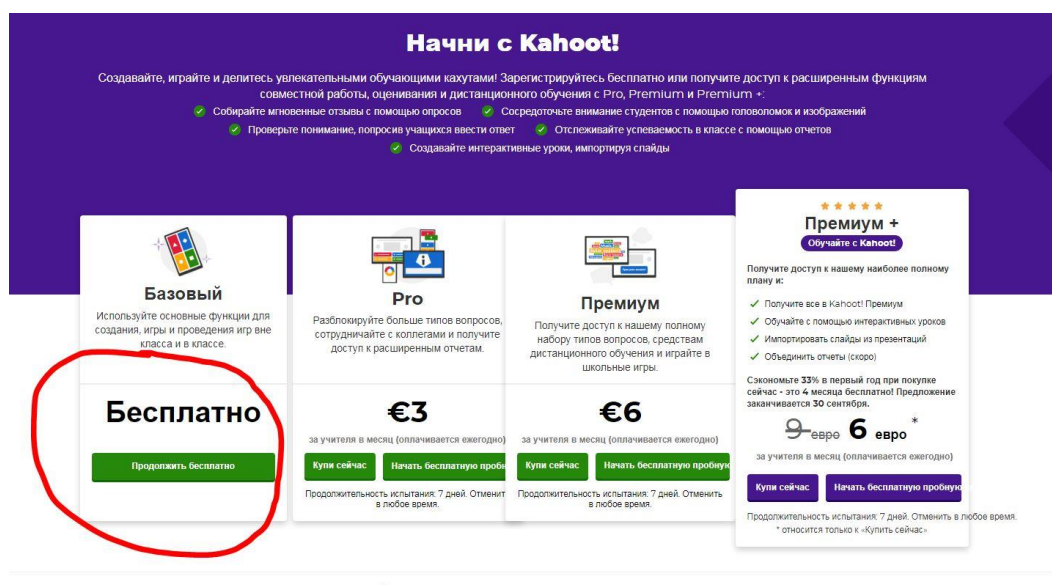 Начни с Kahoot!
Создавайте, играйте и делитесь увлекательными обучающими кахутами! Зарегистрируйтесь бесплатно или получите доступ к расширенным функциям
совместной работы, оценивания и дистанционного обучения с Pro, Premium и Premium +:
Собирайте мгновенные отзывы с помощью опросов Сосредоточьте внимание студентов с помощью головоломок и изображений
Проверьте понимание, попросив учащихся ввести ответ Отслеживайте успеваемость в классе с помощью отчетов
Создавайте интерактивные уроки, импортируя слайды
Базовый
Используйте основные функции для
создания, игры и проведения игр вне
класса и в классе.
Бесплатно
Продолжить бесплатно
Pro
Разблокируйте больше типов вопросов,
сотрудничайте с коллегами и получите
доступ к расширенным отчетам.
€3
за учителя в месяц (оплачивается ежегодно)
Купи сейчас Начать бесплатную пробн
Продолжительность испытания: 7 дней. Отменит
в любое время.
Премиум
Получите доступ к нашему полному
набору типов вопросов, средствам
дистанционного обучения и играйте в
школьные игры.
€6
за учителя в месяц (оплачивается ежегодно)
Купи сейчас Начать бесплатную пробную
Продолжительность испытания: 7 дней. Отменить
в любое время.
Премиум +
Обучайте с Kahoot!
Получите доступ к нашему наиболее полному
плану и:
Получите все в Kahoot! Премиум
Обучайте с помощью интерактивных уроков
Импортировать слайды из презентаций
Объединить отчеты (скоро)
Сэкономьте 33% в первый год при покупке
сейчас - это 4 месяца бесплатно! Предложение
заканчивается 30 сентября.
9 евро 6 евро *
за учителя в месяц (оплачивается ежегодно)
Купи сейчас Начать бесплатную пробную
Продолжительность испытания: 7 дней. Отменить в любое время.
* относится только к «Купить сейчас»